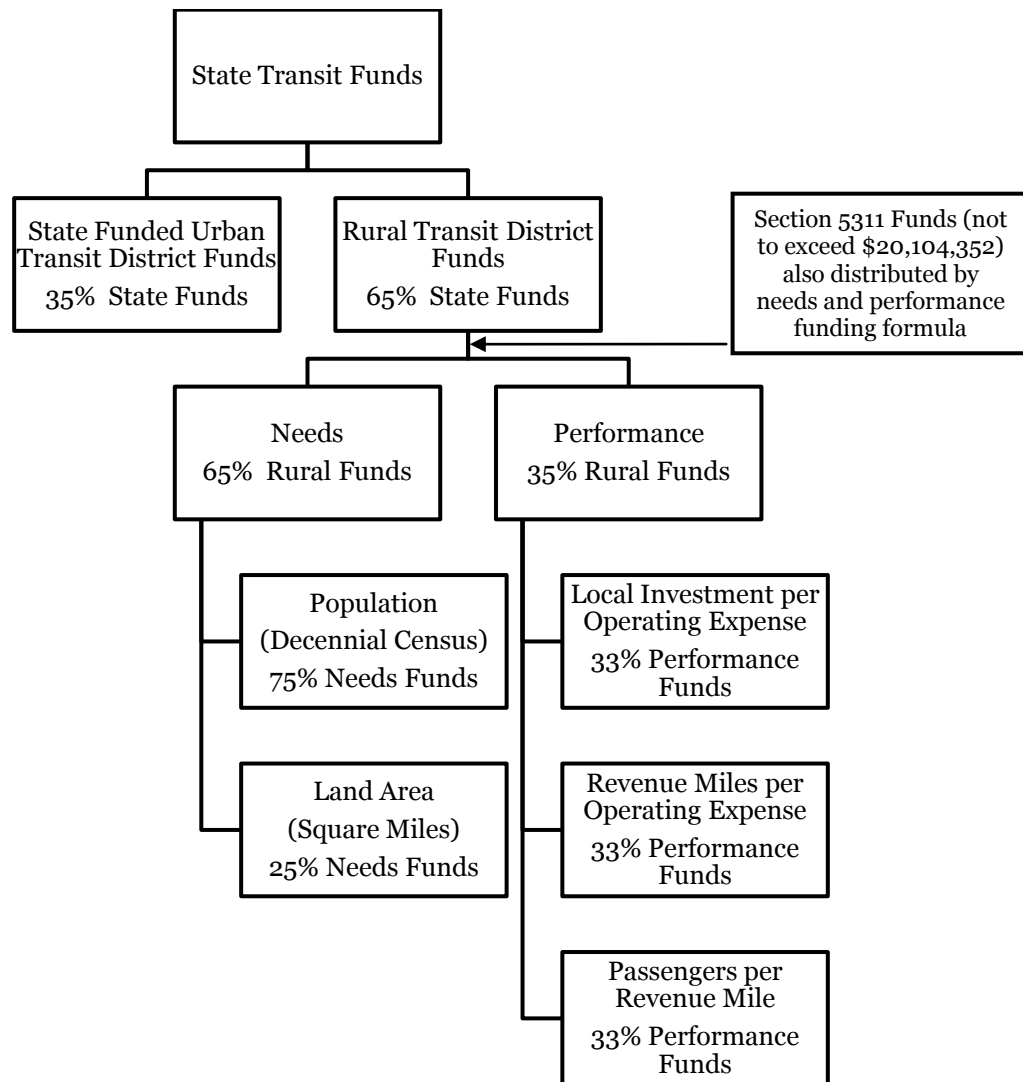 State Transit Funds
State Funded Urban
Transit District Funds
35% State Funds
Rural Transit District
Funds
65% State Funds
Section 5311 Funds (not
to exceed $20,104,352)
also distributed by
needs and performance
funding formula
Needs
65% Rural Funds
Performance
35% Rural Funds
Population
(Decennial Census)
75% Needs Funds
Local Investment per
Operating Expense
33% Performance
Funds
Land Area
(Square Miles)
25% Needs Funds
Revenue Miles per
Operating Expense
33% Performance
Funds
Passengers per
Revenue Mile
33% Performance
Funds